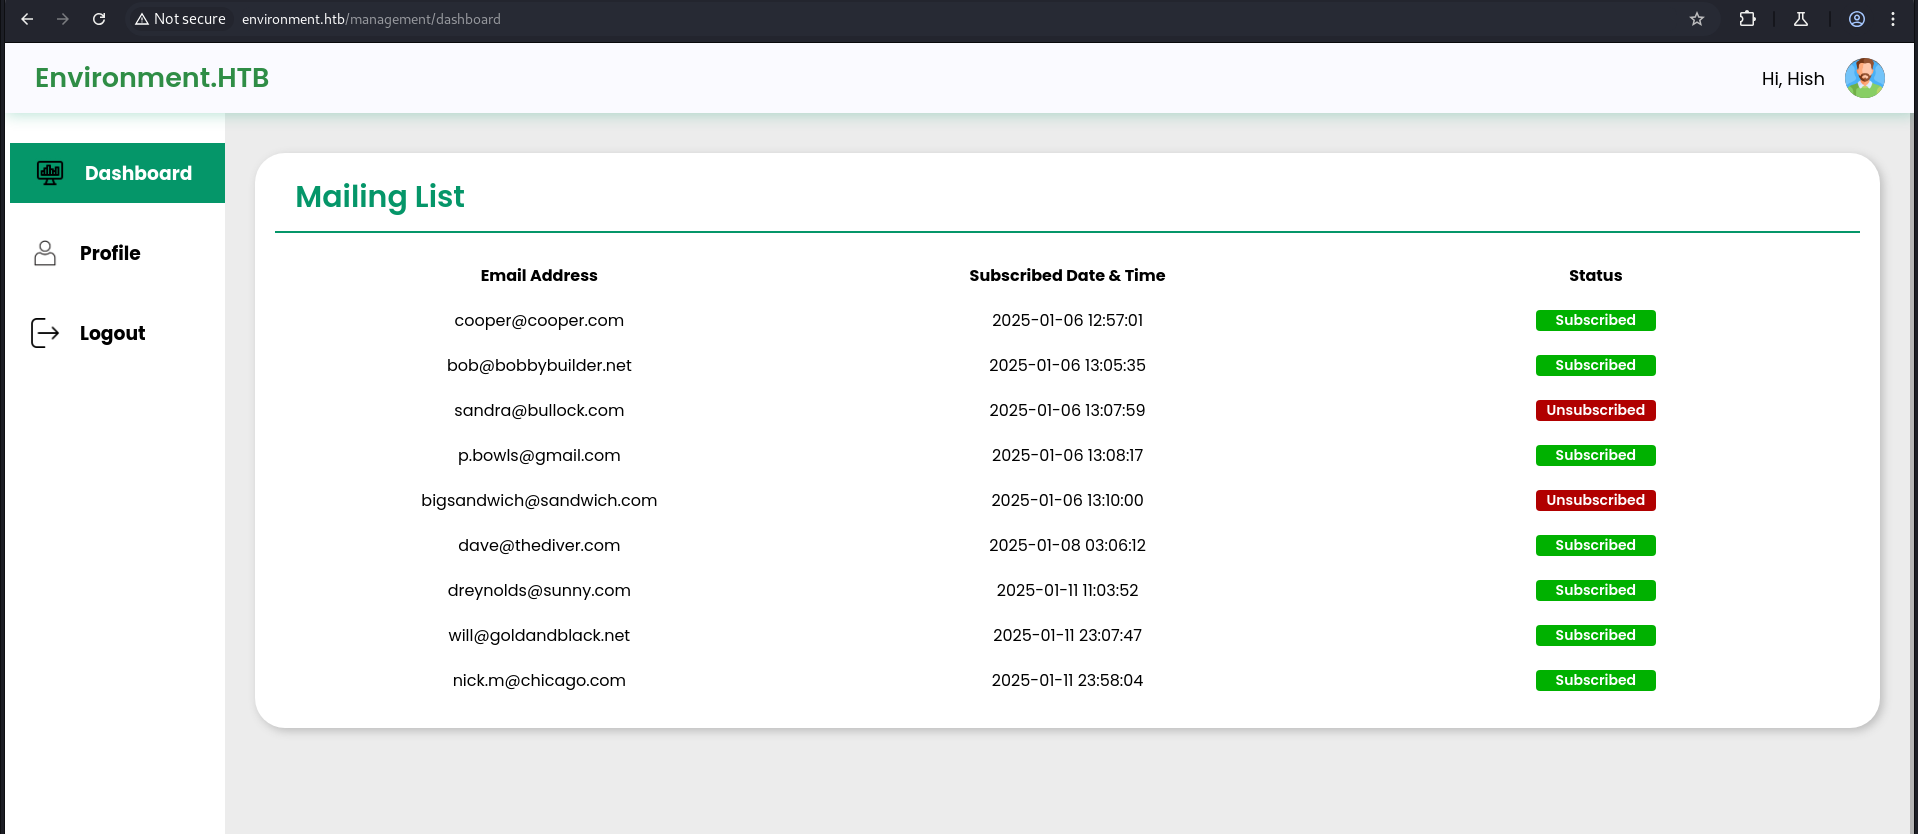 Not secure environment.htb/management/dashboard
Environment.HTB
Hi, Hish
Dashboard
Profile
Logout
Mailing List
Email Address Subscribed Date & Time Status
cooper@cooper.com 2025-01-06 12:57:01 Subscribed
bob@bobbybuilder.net 2025-01-06 13:05:35 Subscribed
sandra@bullock.com 2025-01-06 13:07:59 Unsubscribed
p.bowls@gmail.com 2025-01-06 13:08:17 Subscribed
bigsandwich@sandwich.com 2025-01-06 13:10:00 Unsubscribed
dave@thediver.com 2025-01-08 03:06:12 Subscribed
dreynolds@sunny.com 2025-01-11 11:03:52 Subscribed
will@goldandblack.net 2025-01-11 23:07:47 Subscribed
nick.m@chicago.com 2025-01-11 23:58:04 Subscribed